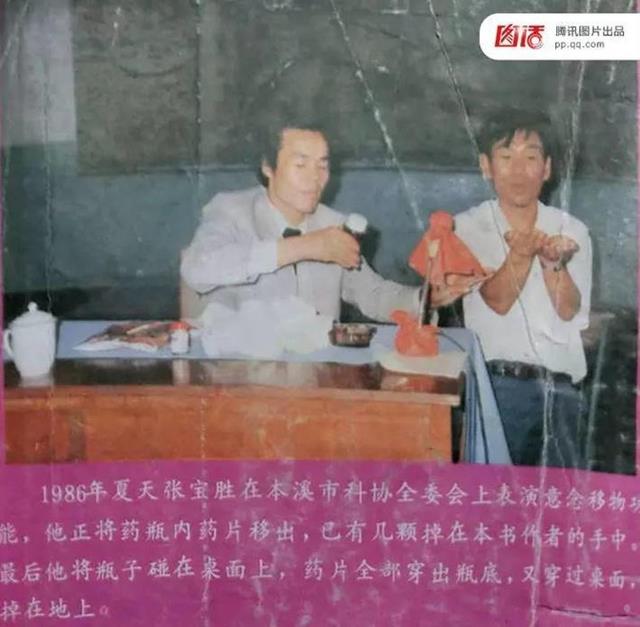 图话
腾讯图片出品
pp.qq.com
1986年夏天张宝胜在本溪市科协全委会上表演意念移物功
能，他正将药瓶内药片移出，已有几颗掉在本书作者的手中。
最后他将瓶子碰在桌面上，药片全部穿出瓶底，又穿过桌面，
掉在地上。